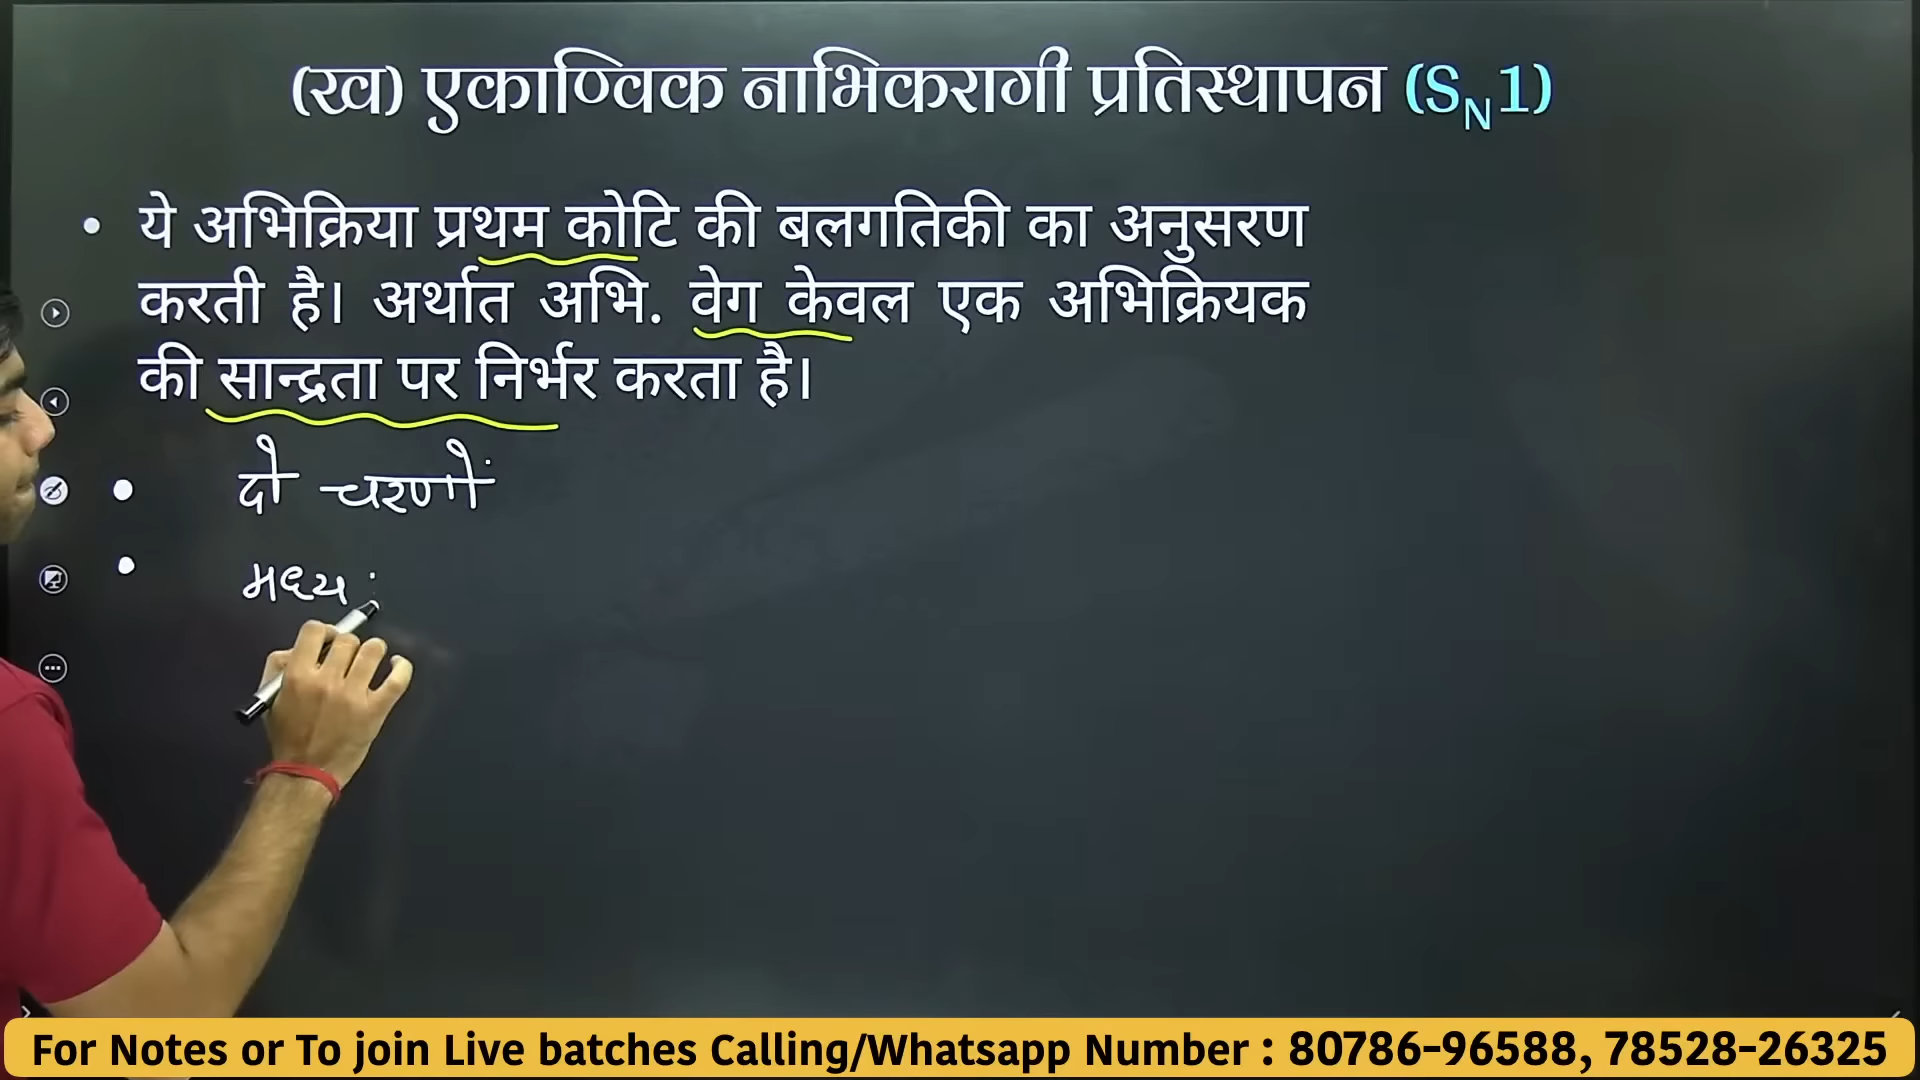 (ख) एकाण्विक नाभिकरागी प्रतिस्थापन (S_N1)
• ये अभिक्रिया प्रथम कोटि की बलगतिकी का अनुसरण
करती है। अर्थात अभि. वेग केवल एक अभिक्रियक
की सान्द्रता पर निर्भर करता है।
• दो चरणों
• मध्य
For Notes or To join Live batches Calling/Whatsapp Number : 80786-96588, 78528-26325